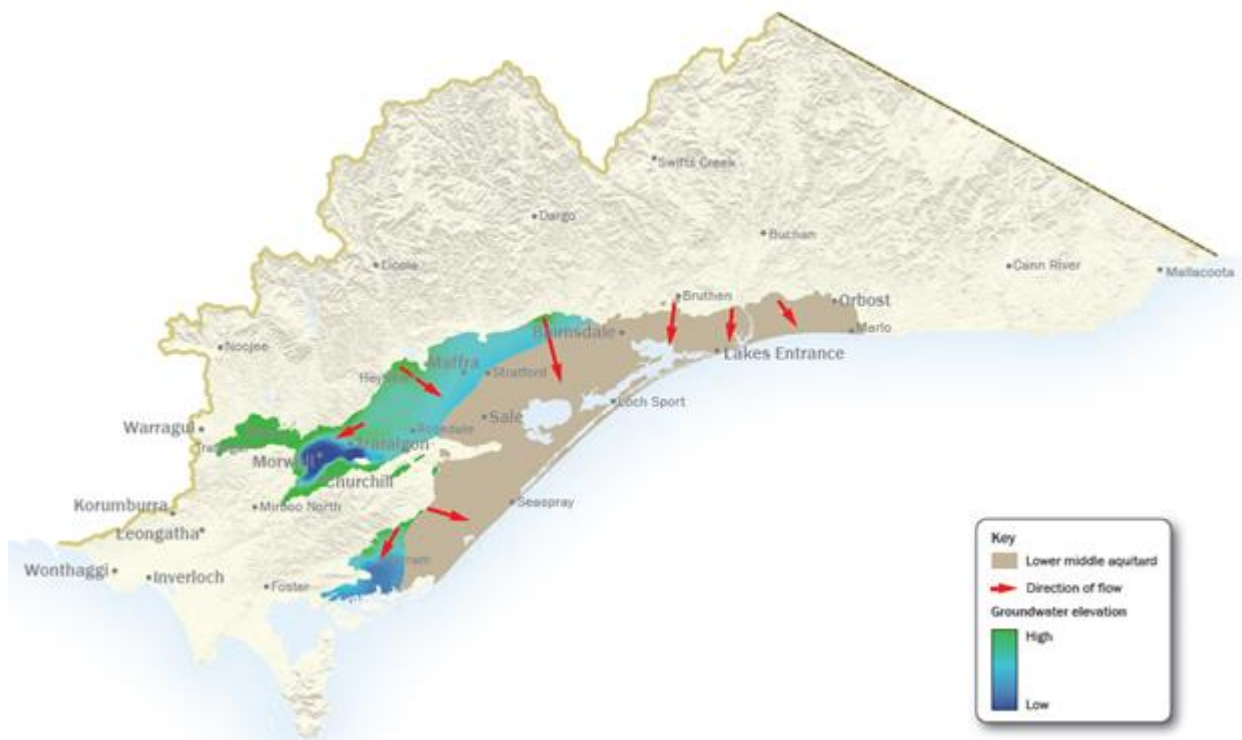 Swifts Creek
Dargo
Buchan
Licola
Cann River
Mallacoota
Bruthen
Orbost
Noojee
Bairnsdale
Marlo
Lakes Entrance
Maffra
Heyfield
Stratford
Loch Sport
Warragul
Sale
Rosedale
Traralgon
Morwell
Churchill
Korumburra
Mirboo North
Seaspray
Leongatha
Wonthaggi
Inverloch
Foster
Key
Lower middle aquitard
Direction of flow
Groundwater elevation
High
Low